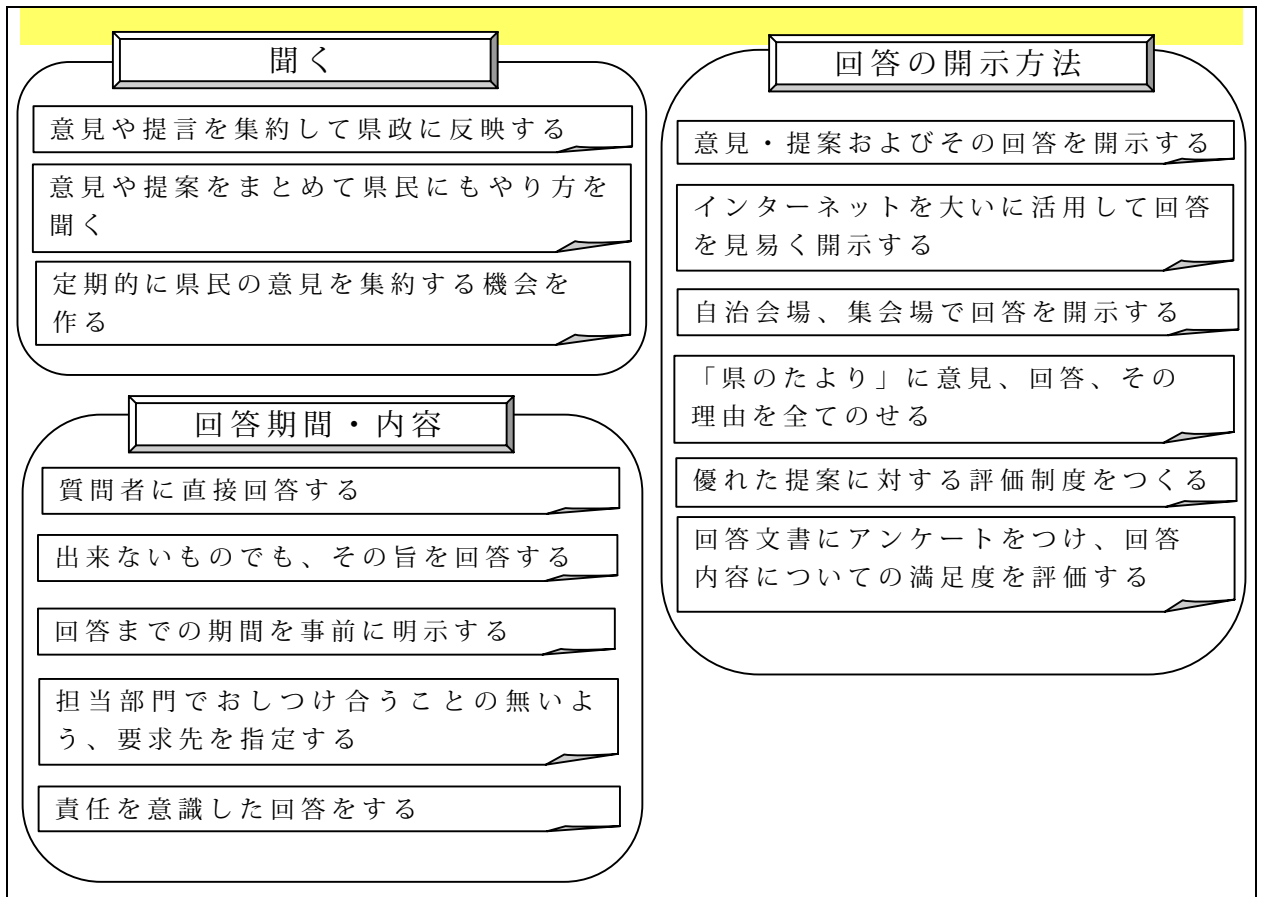 聞く
意見や提言を集約して県政に反映する
意見や提案をまとめて県民にもやり方を
聞く
定期的に県民の意見を集約する機会を
作る
回答期間・内容
質問者に直接回答する
出来ないものでも、その旨を回答する
回答までの期間を事前に明示する
担当部門でおしつけ合うことの無いよ
う、要求先を指定する
責任を意識した回答をする
回答の開示方法
意見・提案およびその回答を開示する
インターネットを大いに活用して回答
を見易く開示する
自治会場、集会場で回答を開示する
「県のたより」に意見、回答、その
理由を全てのせる
優れた提案に対する評価制度をつくる
回答文書にアンケートをつけ、回答
内容についての満足度を評価する